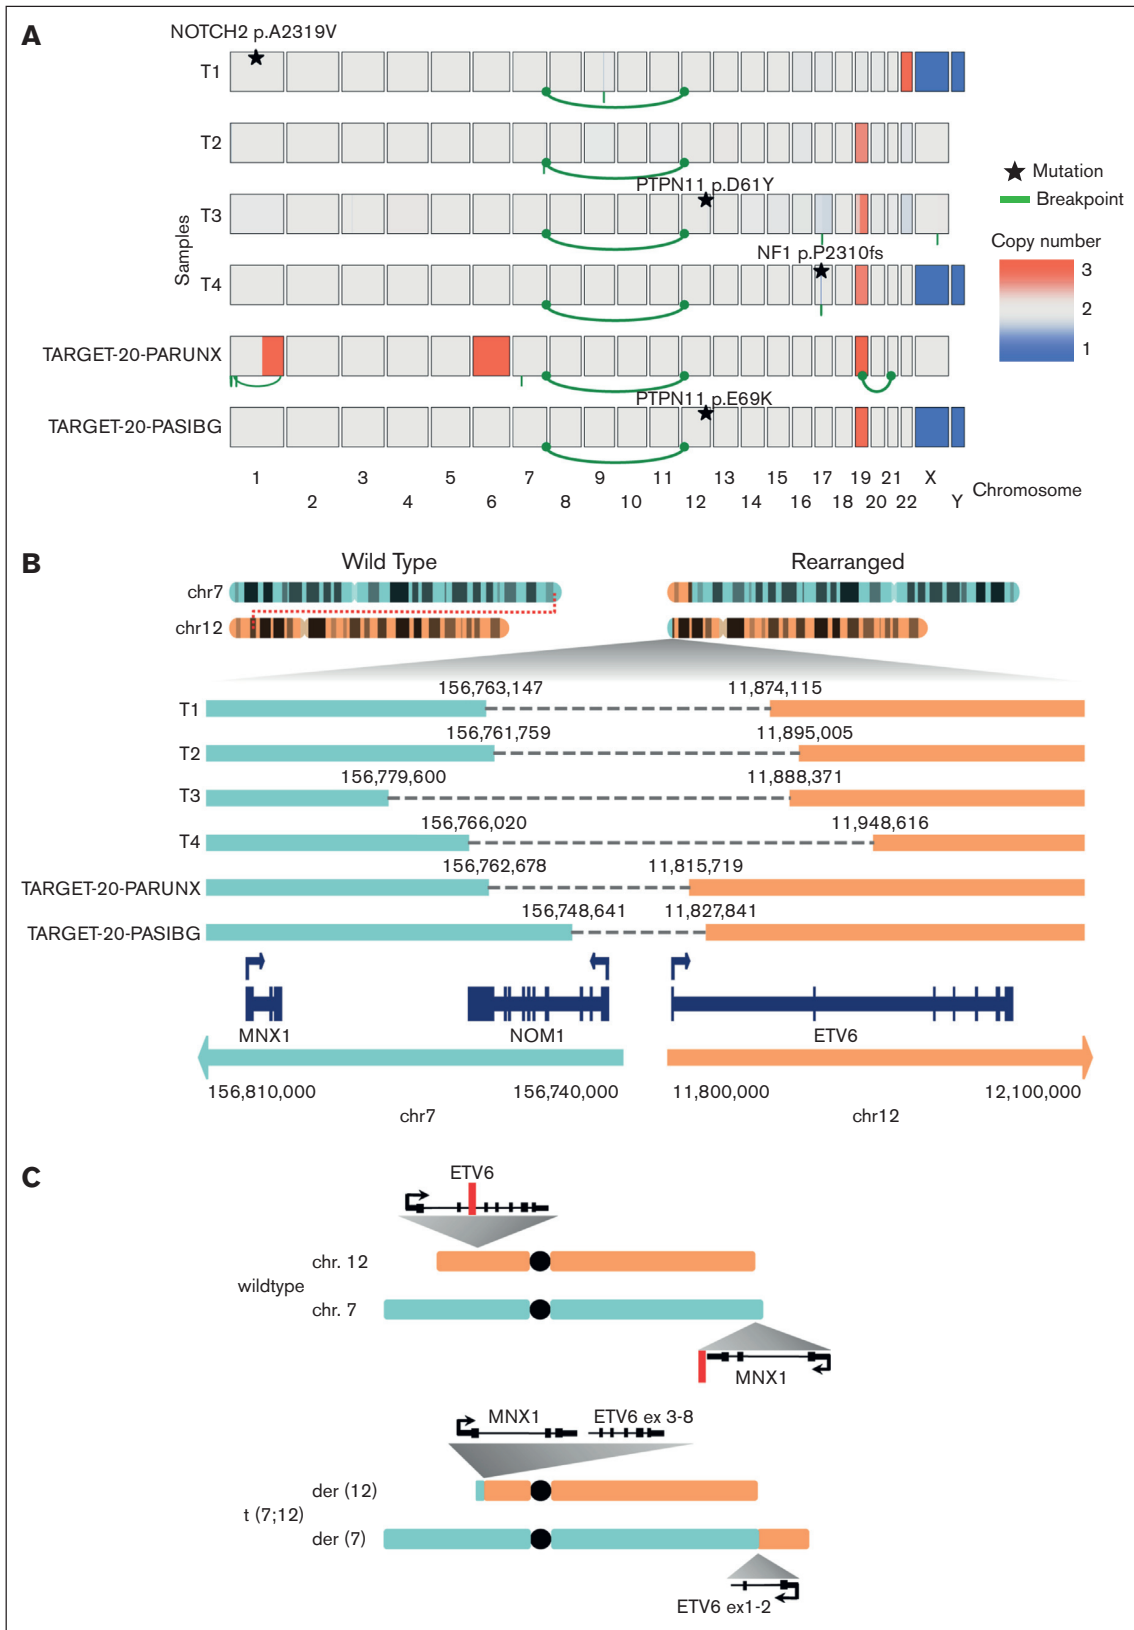 A
NOTCH2 p.A2319V
T1
T2
PTPN11 p.D61Y
T3
NF1 p.P2310fs
T4
TARGET-20-PARUNX
PTPN11 p.E69K
TARGET-20-PASIBG
Samples
Mutation
Breakpoint
Copy number
3
2
1
1 3 5 7 9 11 13 15 17 19 21 X
2 4 6 8 10 12 14 16 18 20 22 Y
Chromosome
B
Wild Type Rearranged
chr7
chr12
156,763,147 11,874,115
T1
156,761,759 11,895,005
T2
156,779,600 11,888,371
T3
156,766,020 11,948,616
T4
156,762,678 11,815,719
TARGET-20-PARUNX
156,748,641 11,827,841
TARGET-20-PASIBG
MNX1 NOM1 ETV6
156,810,000 156,740,000 11,800,000 12,100,000
chr7 chr12
C
ETV6
chr. 12
wildtype
chr. 7
MNX1
MNX1 ETV6 ex 3-8
der (12)
t (7;12)
der (7)
ETV6 ex1-2